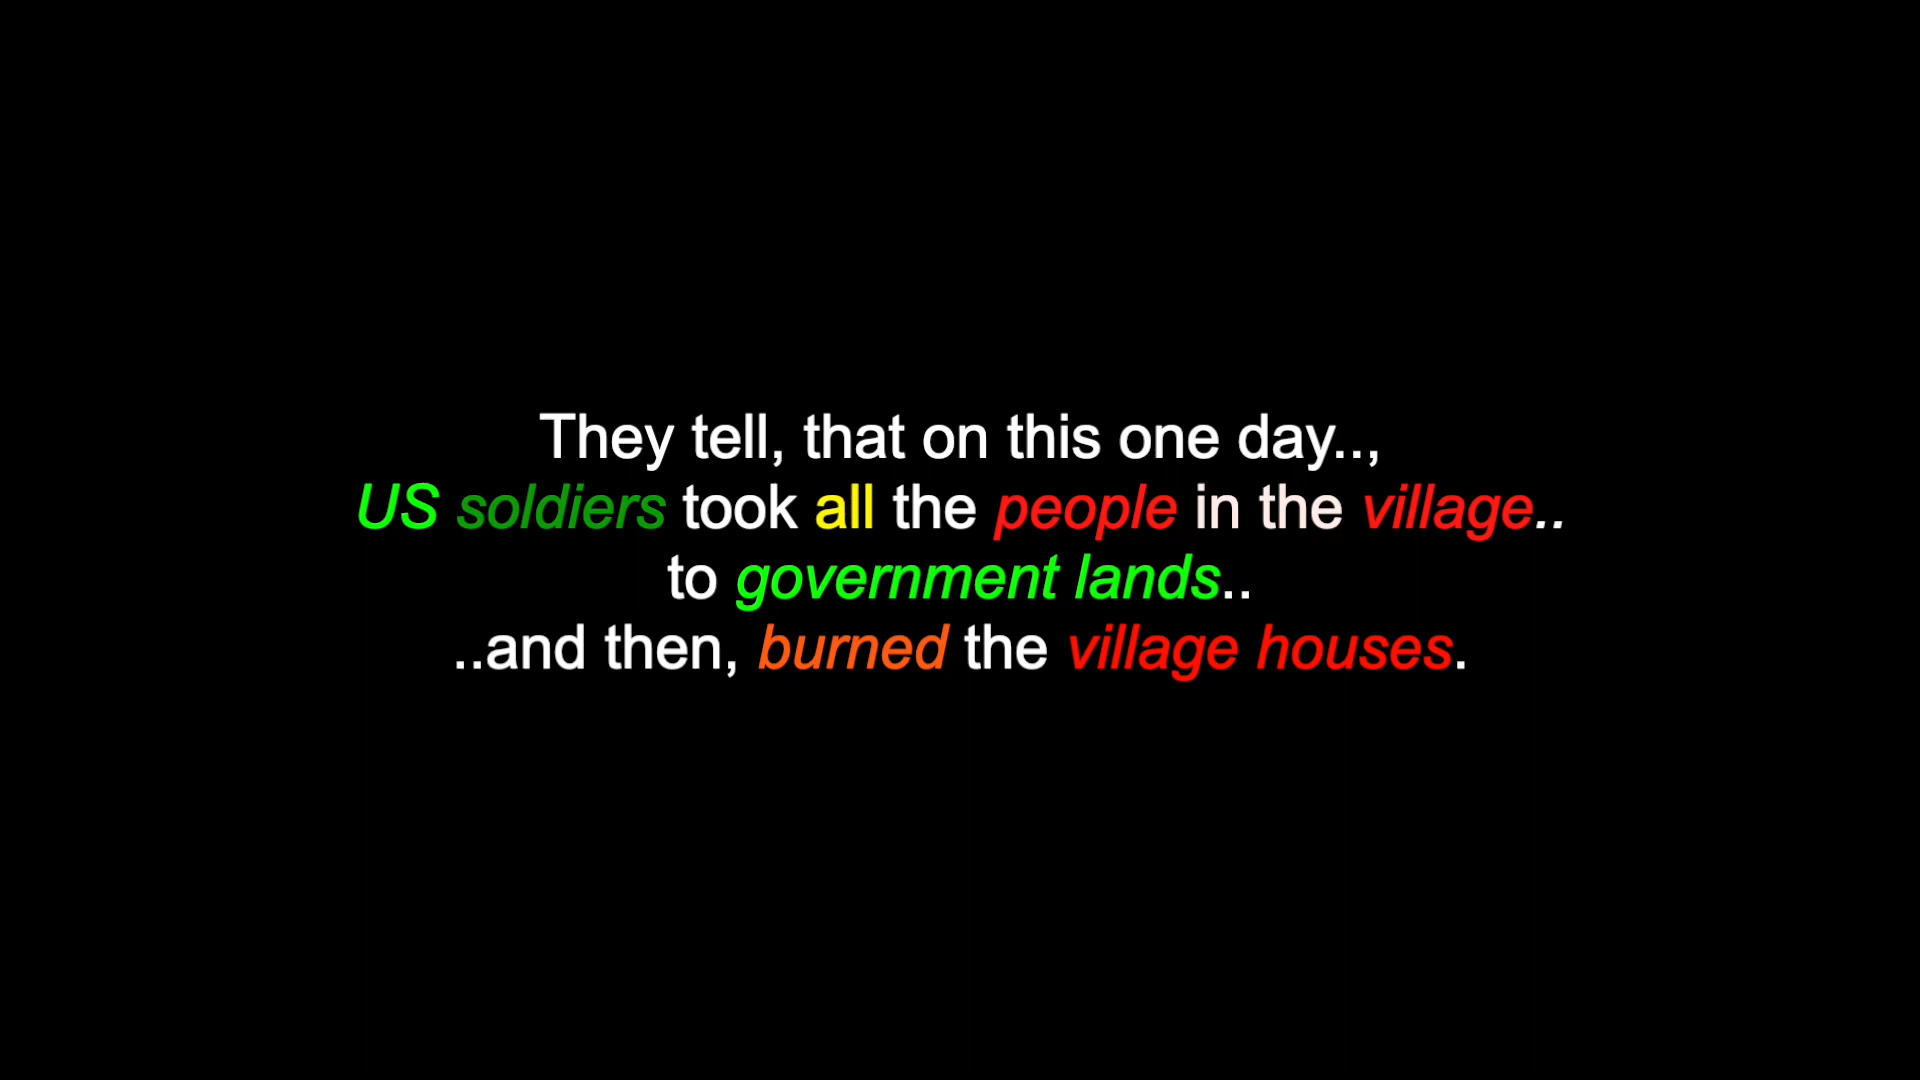 They tell, that on this one day..,
US soldiers took all the people in the village..
to government lands..
..and then, burned the village houses.